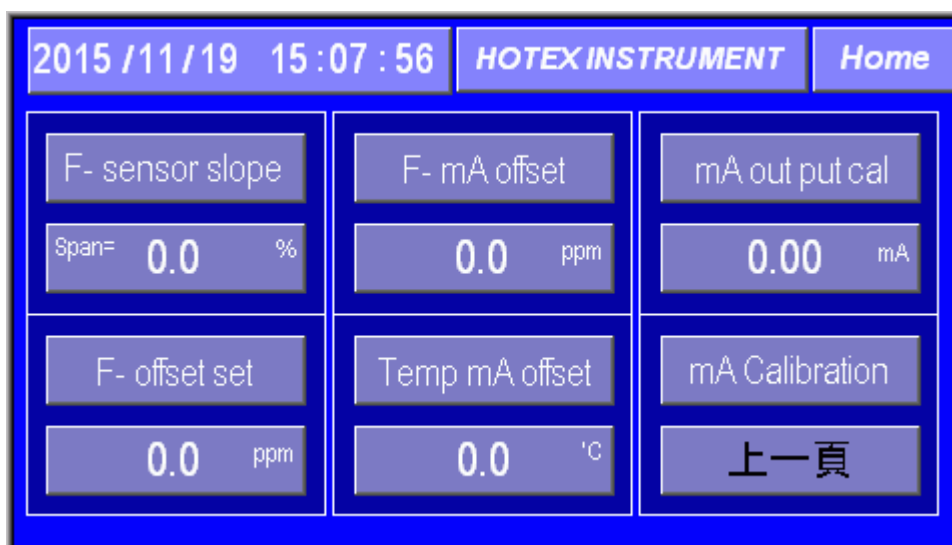 2015 /11/19 15:07:56 HOTEX INSTRUMENT Home
F- sensor slope F- mA offset mA out put cal
Span= 0.0 % 0.0 ppm 0.00 mA
F- offset set Temp mA offset mA Calibration
0.0 ppm 0.0 'C 上一頁